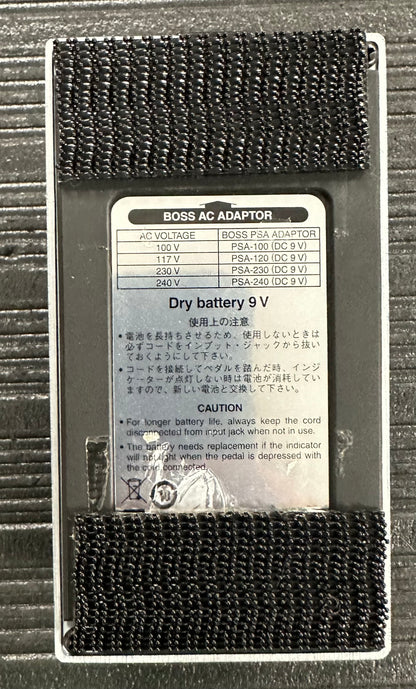 BOSS AC ADAPTOR
AC VOLTAGE BOSS PSA ADAPTOR
100 V PSA-100 (DC 9 V)
117 V PSA-120 (DC 9 V)
230 V PSA-230 (DC 9 V)
240 V PSA-240 (DC 9 V)
Dry battery 9 V
使用上の注意
• 電池を長持ちさせるため、使用しないときは
必ずコードをインプット・ジャックから抜い
ておくようにして下さい。
• コードを接続してペダルを踏んだ時、インジ
ケーターが点灯しない時は電池が消耗してい
ますので、新しい電池と交換して下さい。
CAUTION
• For longer battery life, always keep the cord
disconnected from input jack when not in use.
• The battery needs replacement if the indicator
will not light when the pedal is depressed with
the cord connected.
10